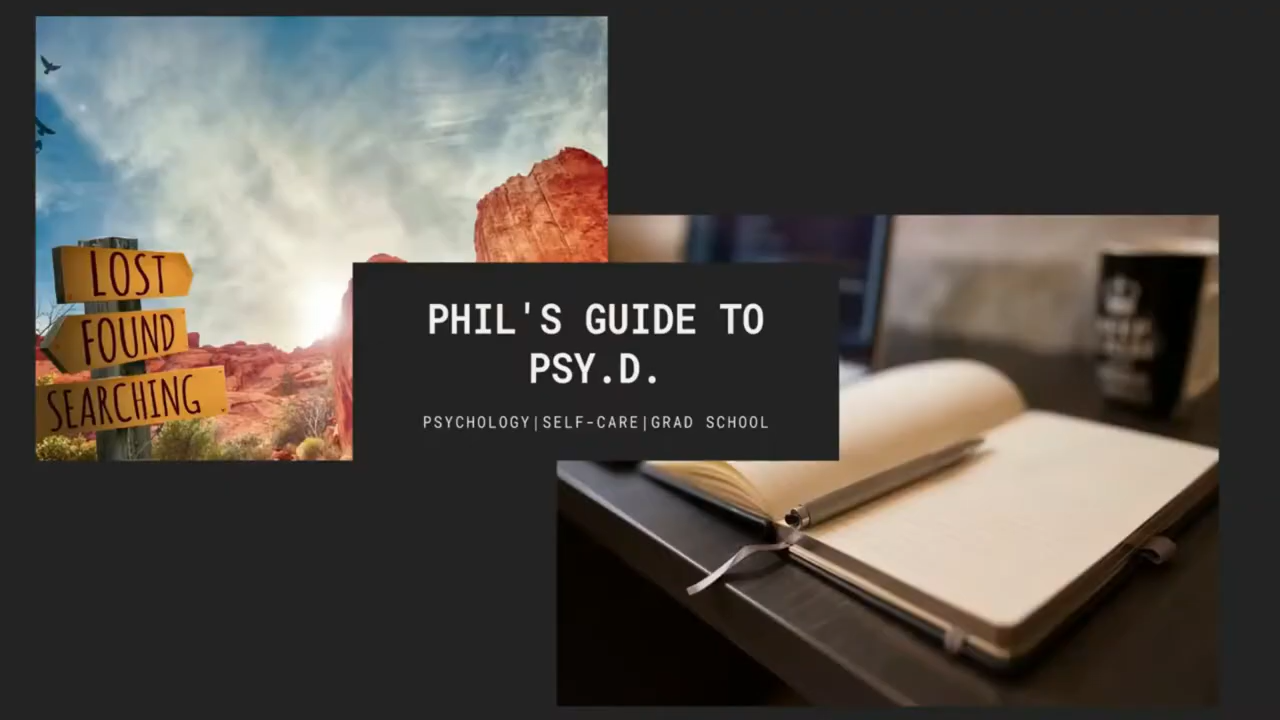 LOST
FOUND
SEARCHING
PHIL'S GUIDE TO
PSY.D.
PSYCHOLOGY|SELF-CARE|GRAD SCHOOL